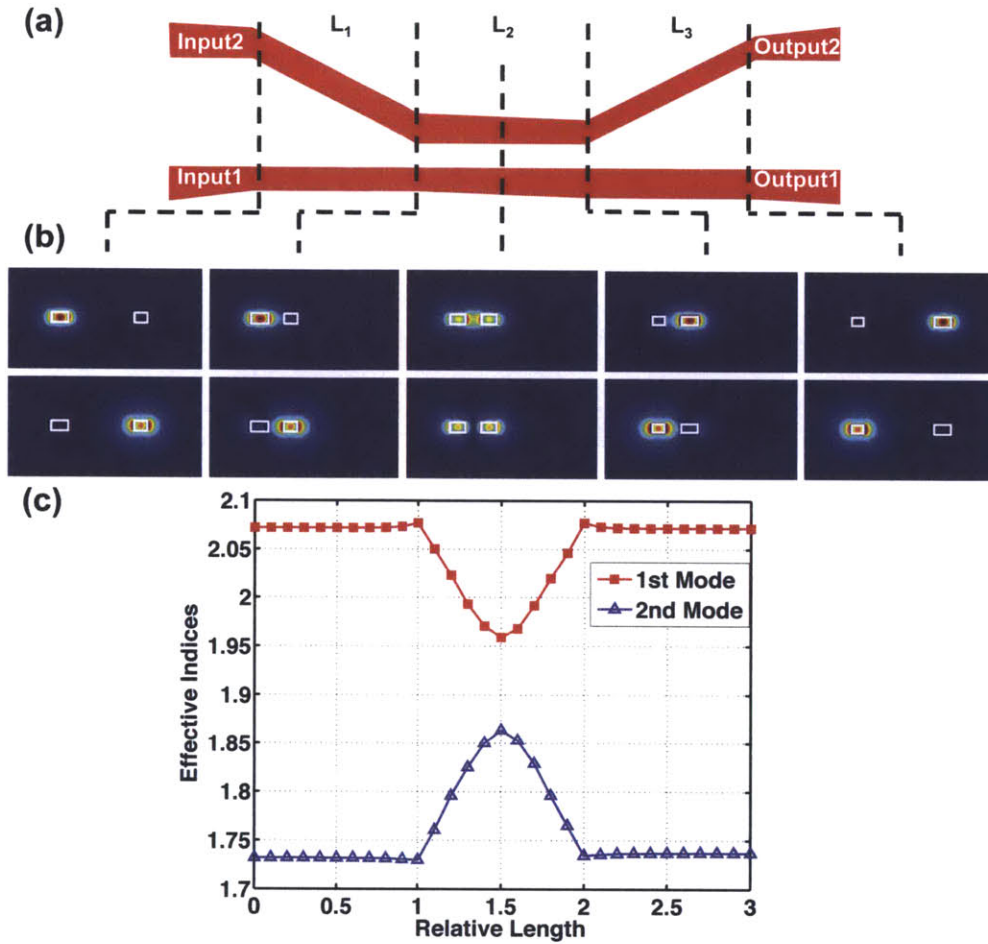 (a)
L₁
L₂
L₃
Input2
Output2
Input1
Output1
(b)
(c)
2.1
2.05
2
1.95
1.9
1.85
1.8
1.75
1.7
Effective Indices
1st Mode
2nd Mode
0 0.5 1 1.5 2 2.5 3
Relative Length